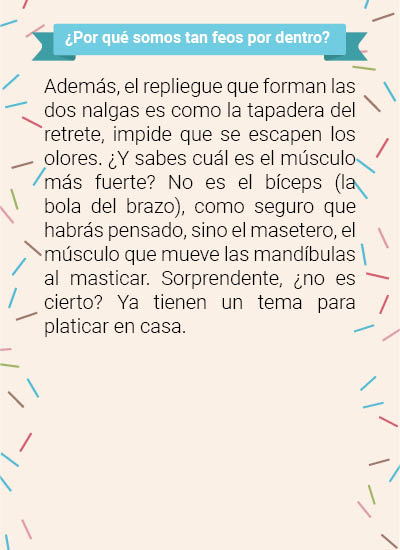 ¿Por qué somos tan feos por dentro?
Además, el repliegue que forman las
dos nalgas es como la tapadera del
retrete, impide que se escapen los
olores. ¿Y sabes cuál es el músculo
más fuerte? No es el bíceps (la
bola del brazo), como seguro que
habrás pensado, sino el masetero, el
músculo que mueve las mandíbulas
al masticar. Sorprendente, ¿no es
cierto? Ya tienen un tema para
platicar en casa.